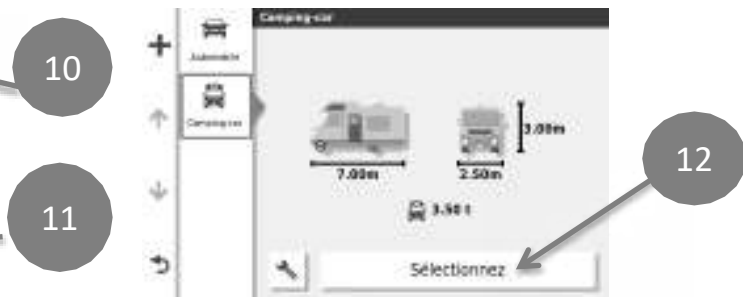 10
11
12
Camping-car
Automobile
Camping-car
3.00m
7.00m
2.50m
3.50 t
Sélectionnez